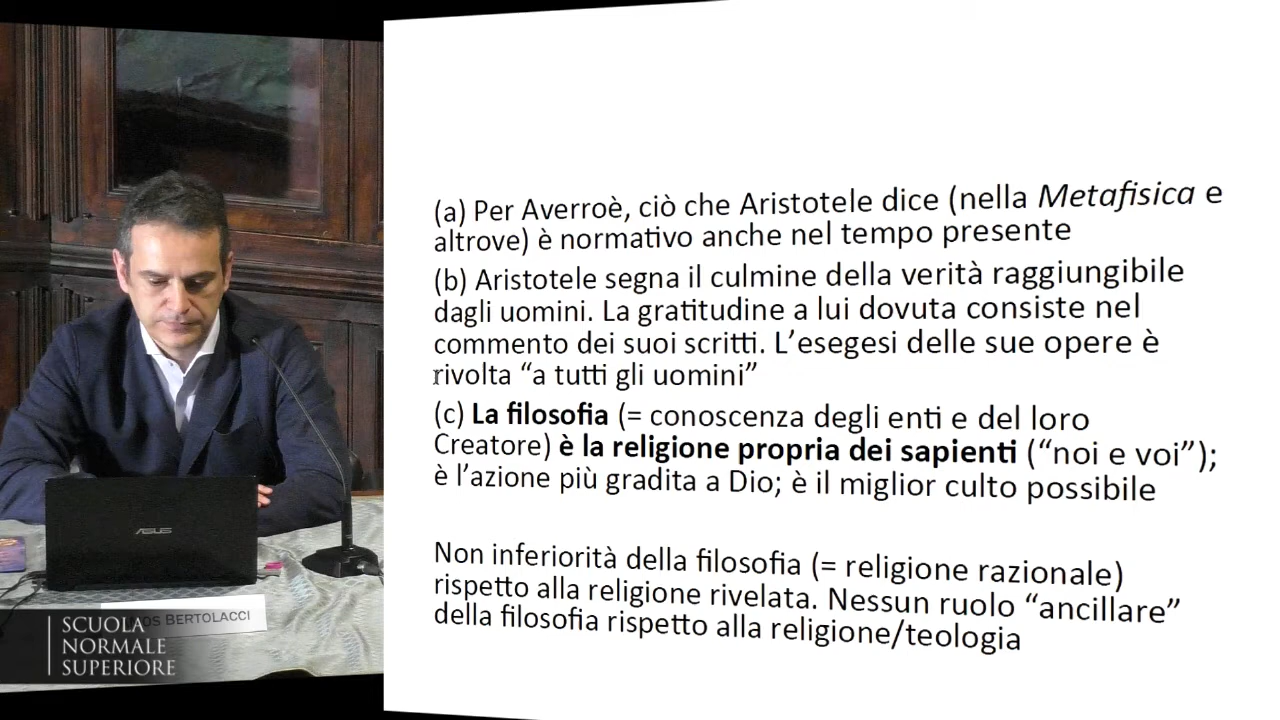 (a) Per Averroè, ciò che Aristotele dice (nella Metafisica e
altrove) è normativo anche nel tempo presente
(b) Aristotele segna il culmine della verità raggiungibile
dagli uomini. La gratitudine a lui dovuta consiste nel
commento dei suoi scritti. L’esegesi delle sue opere è
rivolta “a tutti gli uomini”
(c) La filosofia (= conoscenza degli enti e del loro
Creatore) è la religione propria dei sapienti (“noi e voi”);
è l’azione più gradita a Dio; è il miglior culto possibile
Non inferiorità della filosofia (= religione razionale)
rispetto alla religione rivelata. Nessun ruolo “ancillare”
della filosofia rispetto alla religione/teologia
ASUS
BERTOLACCI
SCUOLA
NORMALE
SUPERIORE